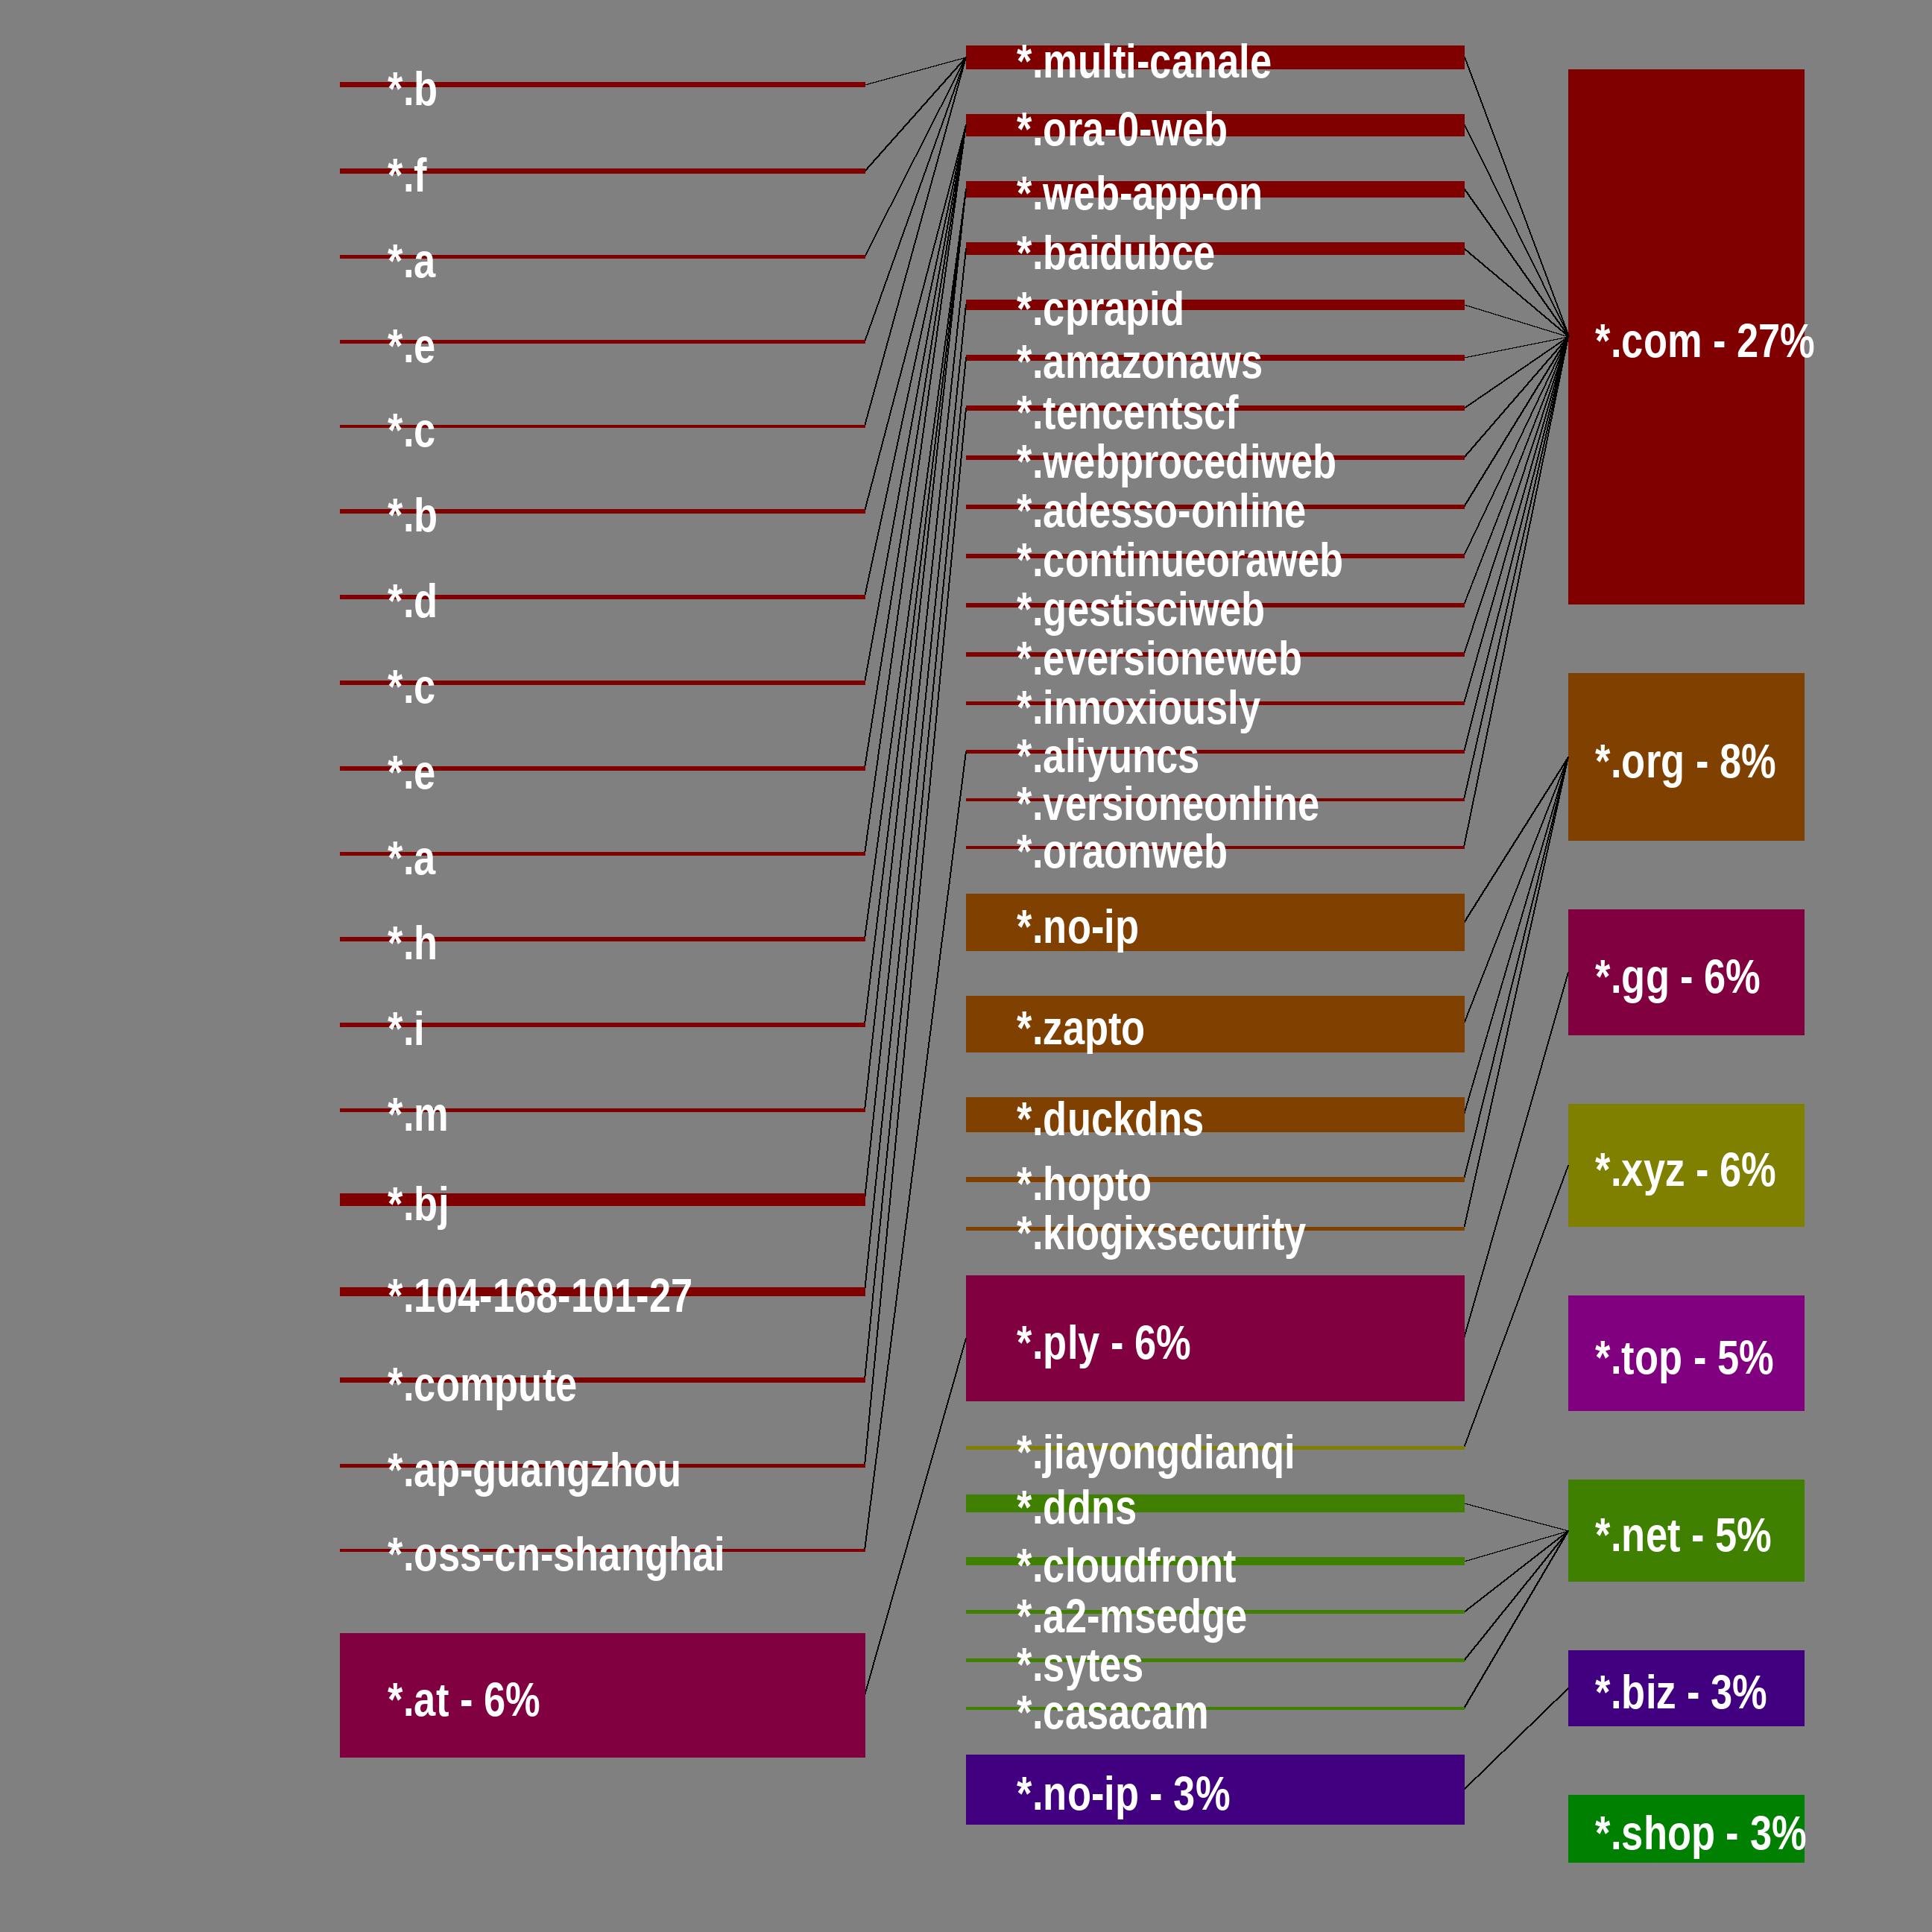 *.b
*.f
*.a
*.e
*.c
*.b
*.d
*.c
*.e
*.a
*.h
*.i
*.m
*.bj
*.104-168-101-27
*.compute
*.ap-guangzhou
*.oss-cn-shanghai
*.at - 6%
*.multi-canale
*.ora-0-web
*.web-app-on
*.baidubce
*.cprapid
*.amazonaws
*.tencentscf
*.webprocediweb
*.adesso-online
*.continueoraweb
*.gestisciweb
*.eversioneweb
*.innoxiously
*.aliyuncs
*.versioneonline
*.oraonweb
*.no-ip
*.zapto
*.duckdns
*.hopto
*.klogixsecurity
*.ply - 6%
*.jiayongdianqi
*.ddns
*.cloudfront
*.a2-msedge
*.sytes
*.casacam
*.no-ip - 3%
*.com - 27%
*.org - 8%
*.gg - 6%
*.xyz - 6%
*.top - 5%
*.net - 5%
*.biz - 3%
*.shop - 3%